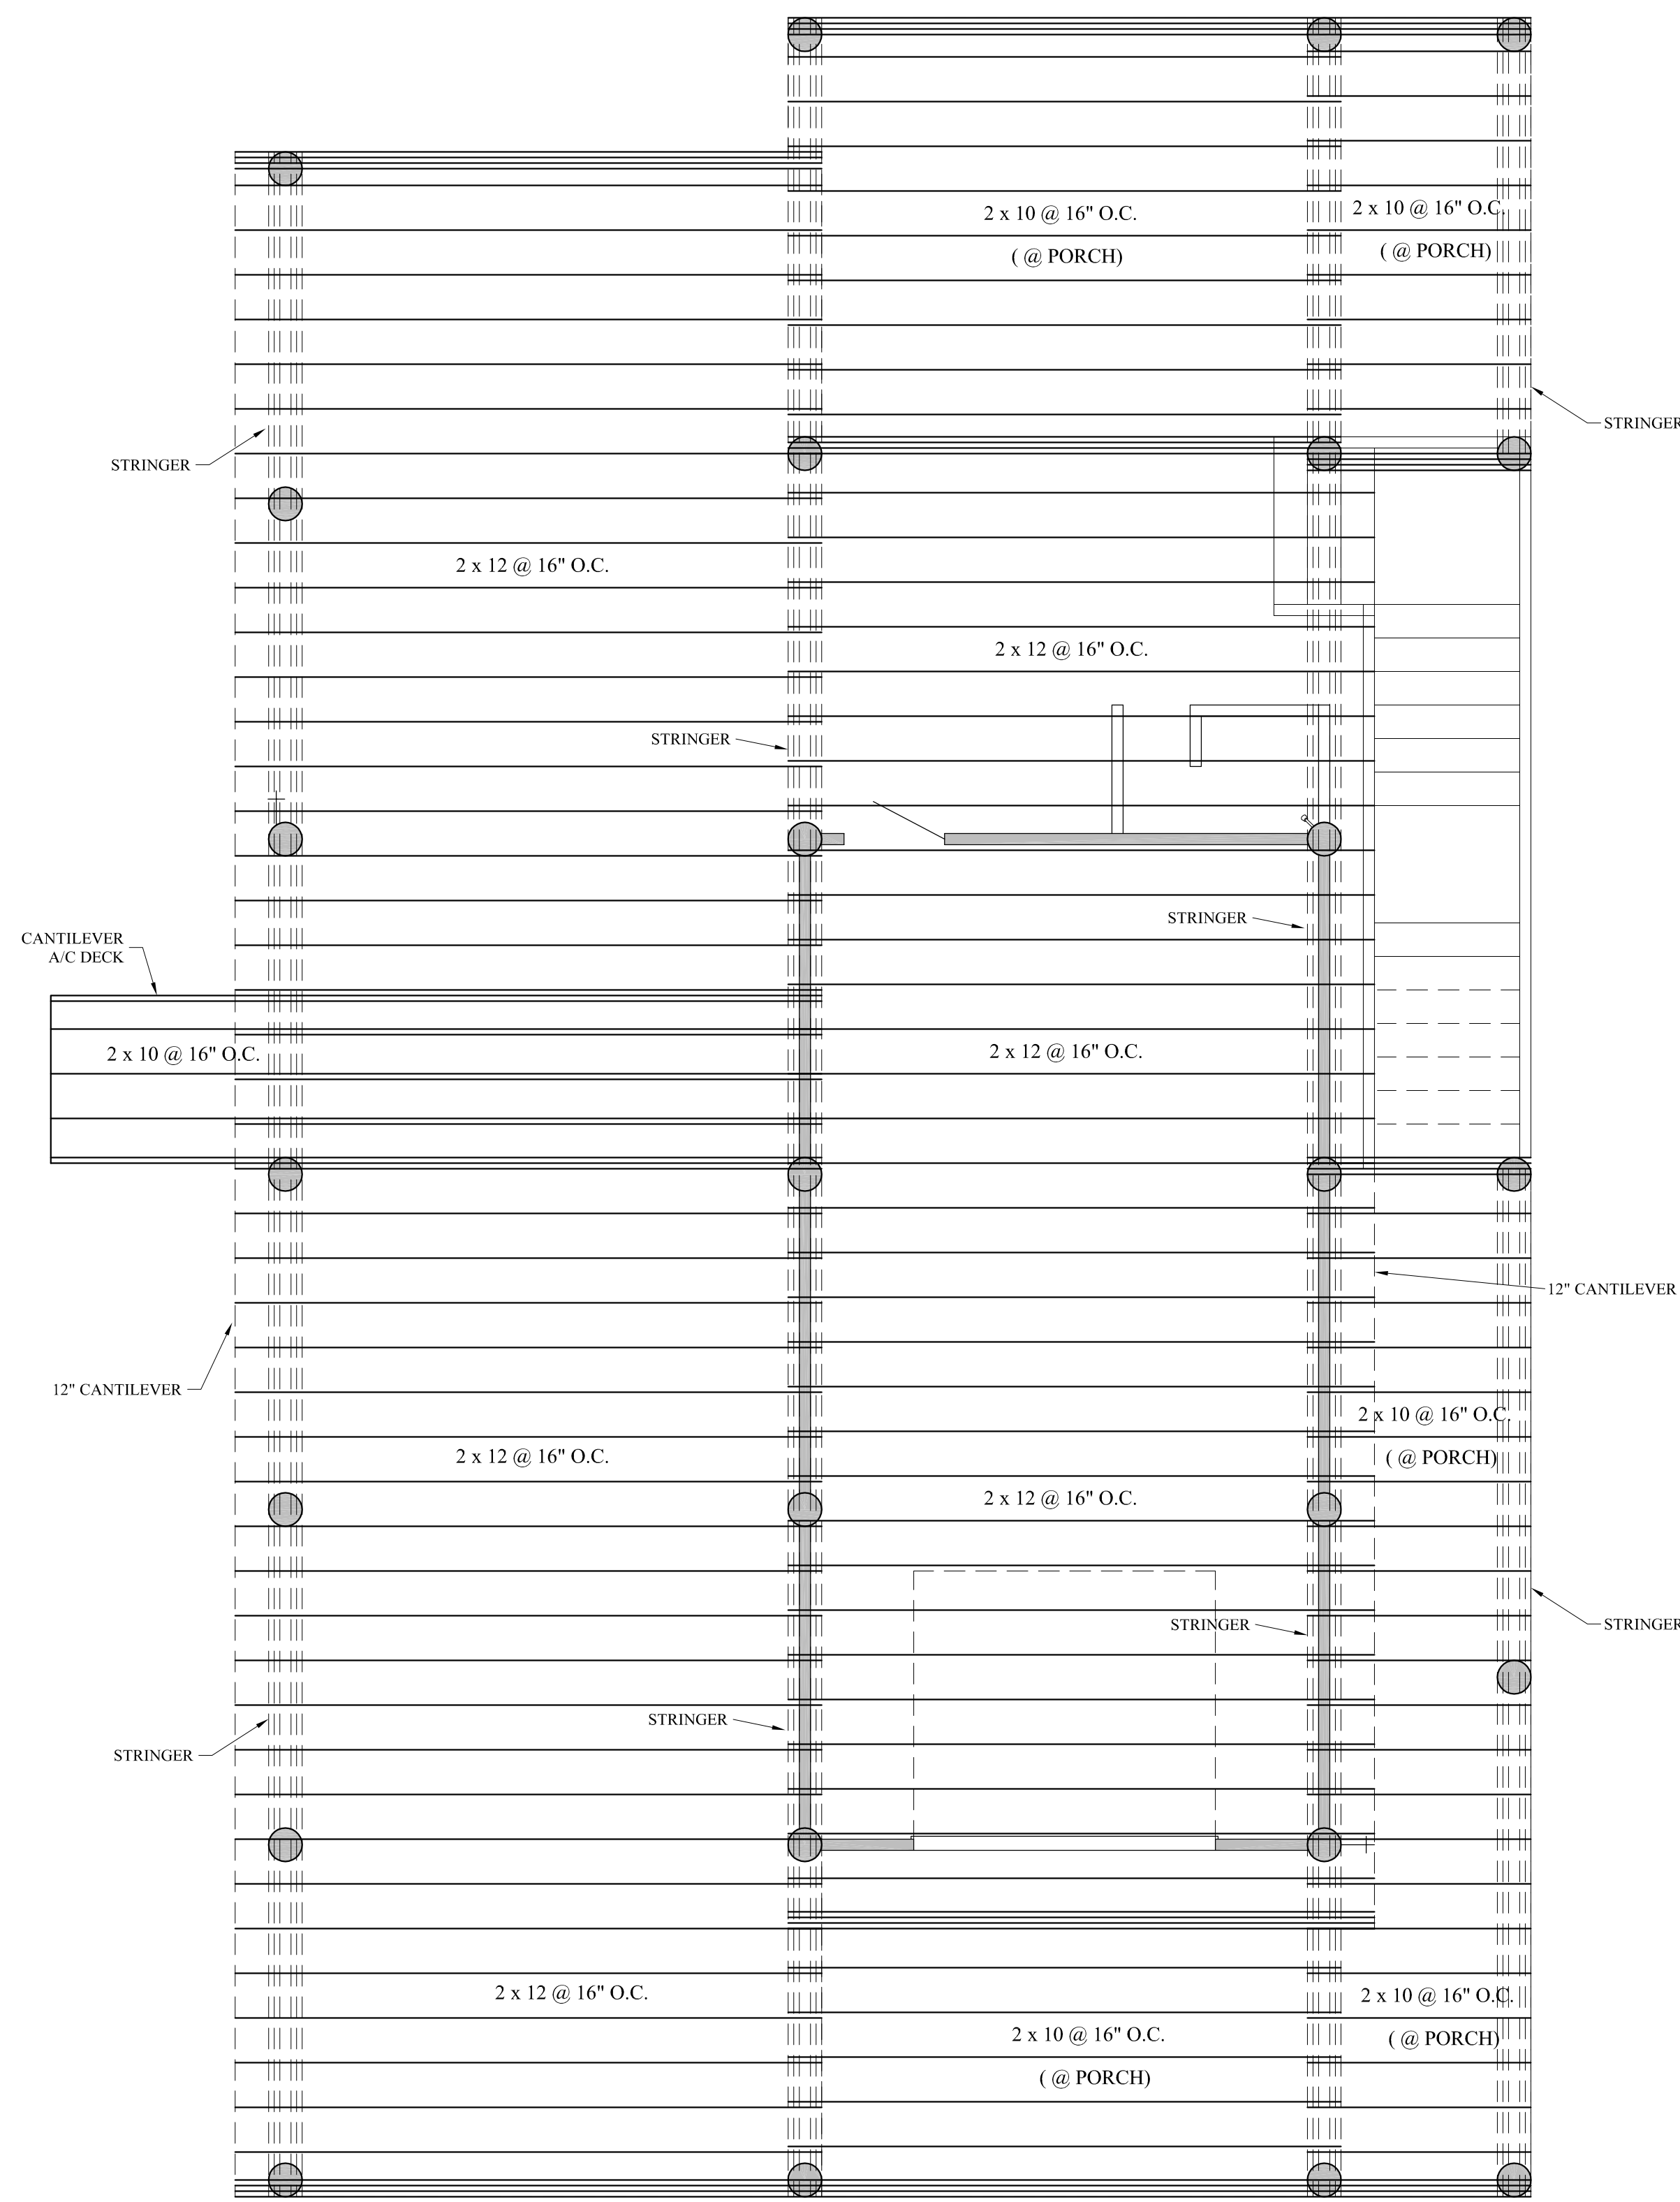 2 x 10 @ 16" O.C.
( @ PORCH)
2 x 10 @ 16" O.C.
( @ PORCH)
STRINGER
STRINGER
2 x 12 @ 16" O.C.
2 x 12 @ 16" O.C.
STRINGER
STRINGER
CANTILEVER
A/C DECK
2 x 10 @ 16" O.C.
2 x 12 @ 16" O.C.
12" CANTILEVER
12" CANTILEVER
2 x 10 @ 16" O.C.
( @ PORCH)
2 x 12 @ 16" O.C.
2 x 12 @ 16" O.C.
STRINGER
STRINGER
STRINGER
STRINGER
2 x 12 @ 16" O.C.
2 x 10 @ 16" O.C.
( @ PORCH)
2 x 10 @ 16" O.C.
( @ PORCH)